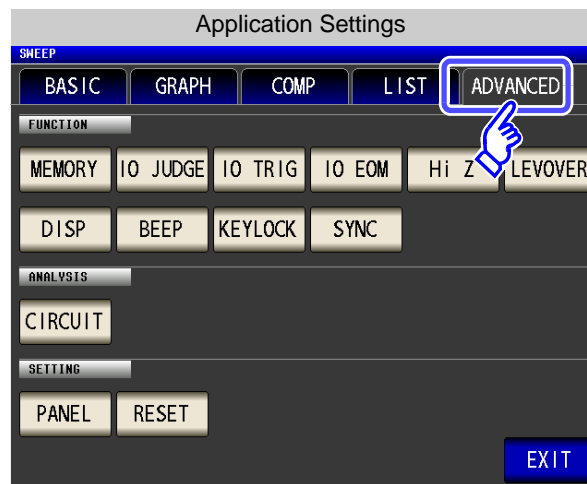 Application Settings
SWEEP
BASIC GRAPH COMP LIST ADVANCED
FUNCTION
MEMORY IO JUDGE IO TRIG IO EOM Hi Z LEVOVER
DISP BEEP KEYLOCK SYNC
ANALYSIS
CIRCUIT
SETTING
PANEL RESET
EXIT